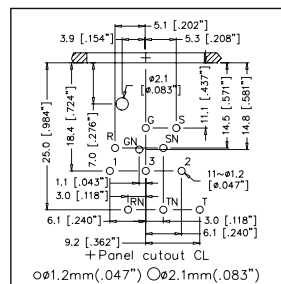 5.1 [.202"]
3.9 [.154"]
5.3 [.208"]
25.0 [.984"]
18.4 [.724"]
7.0 [.276"]
ø2.1
[ø.083"]
11.1 [.437"]
14.5 [.571"]
14.8 [.581"]
G
S
R
GN
SN
1
3
2
11~ø1.2
[ø.047"]
1.1 [.043"]
3.0 [.118"]
RN
TN
T
6.1 [.240"]
3.0 [.118"]
6.1 [.240"]
9.2 [.362"]
+Panel cutout CL
ø1.2mm(.047") ø2.1mm(.083")